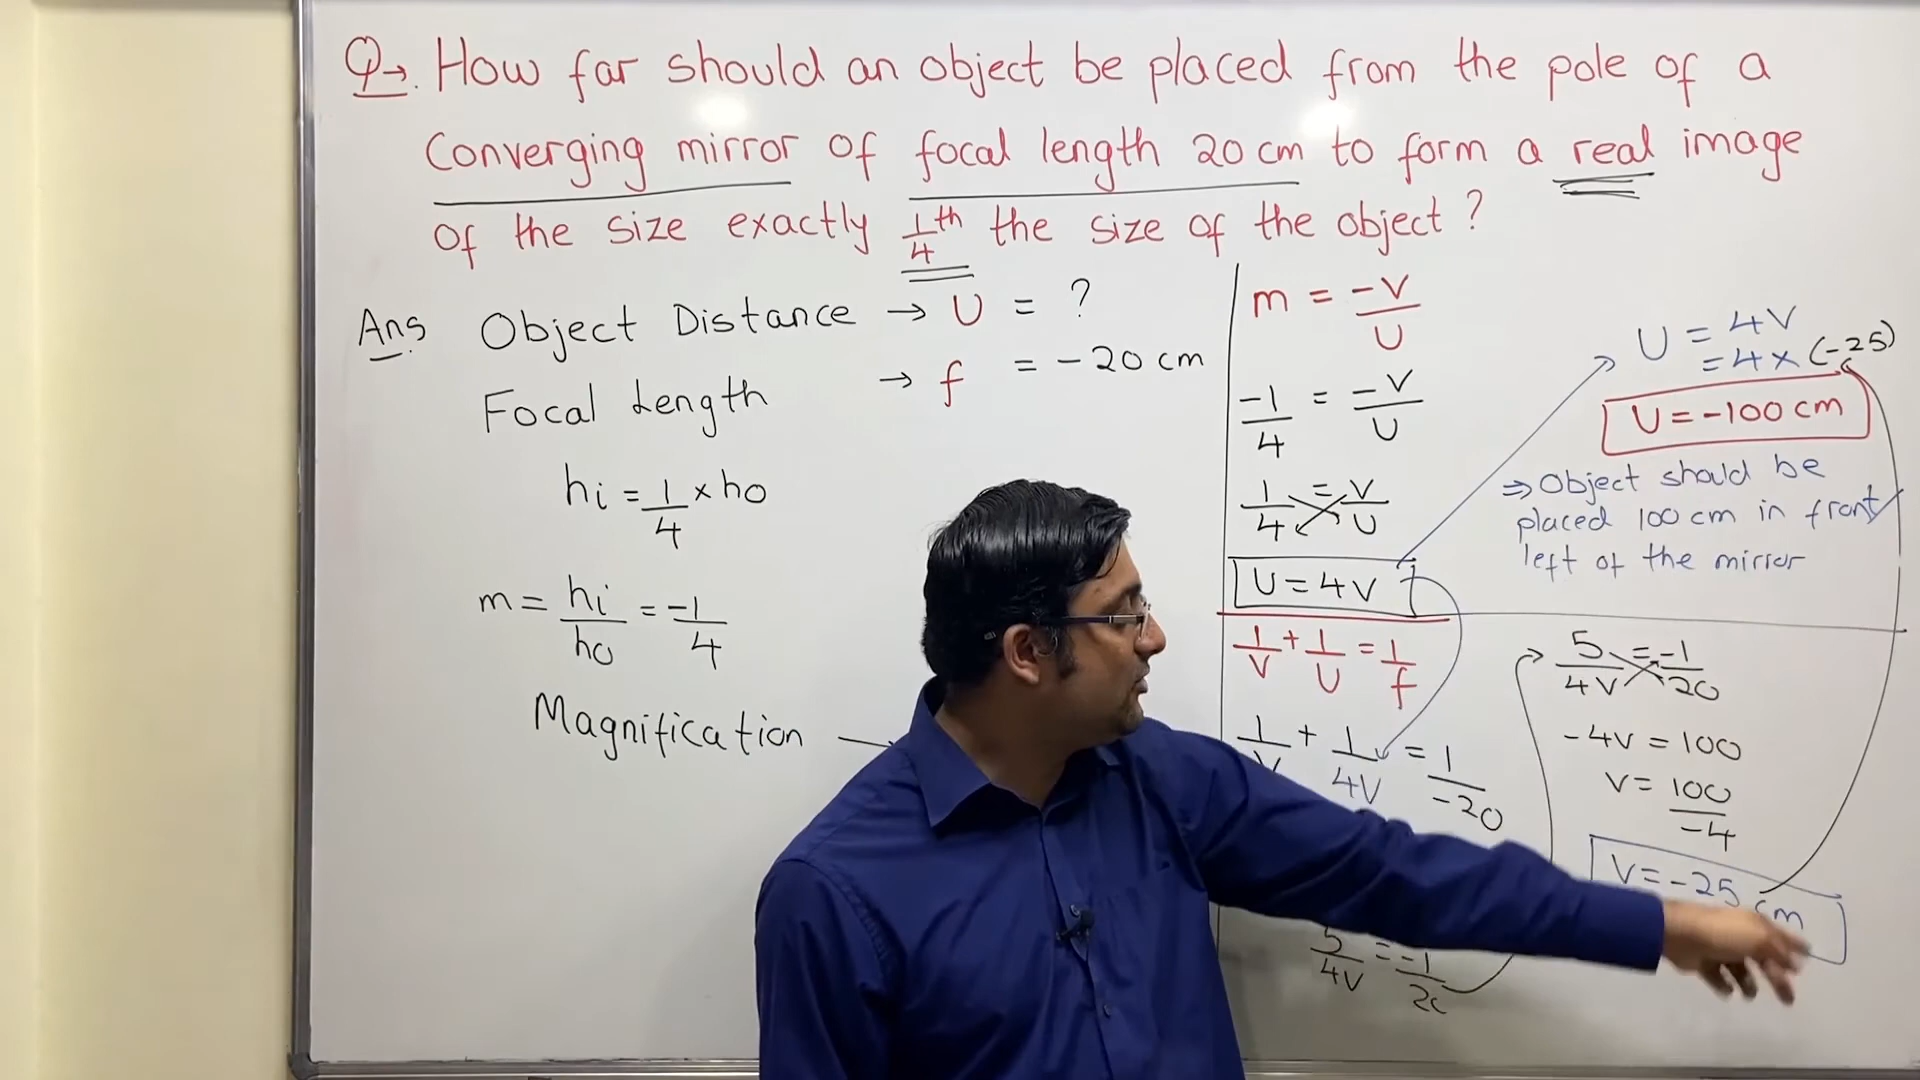 Q→. How far should an object be placed from the pole of a
Converging mirror of focal length 20 cm to form a real image
of the size exactly 1/4 th the size of the object ?
Ans Object Distance → U = ?
Focal Length → f = -20 cm
hi = 1/4 × ho
m = hi/ho = -1/4
Magnification
m = -V/U
-1/4 = -V/U
1/4 = V/U
U = 4V
1/V + 1/U = 1/f
1/V + 1/4V = 1/-20
5/4V = -1/20
5/4V = -1/20
-4V = 100
V = 100/-4
V = -25 cm
U = 4V
= 4 × (-25)
U = -100 cm
⇒ Object should be
placed 100 cm in front
left of the mirror